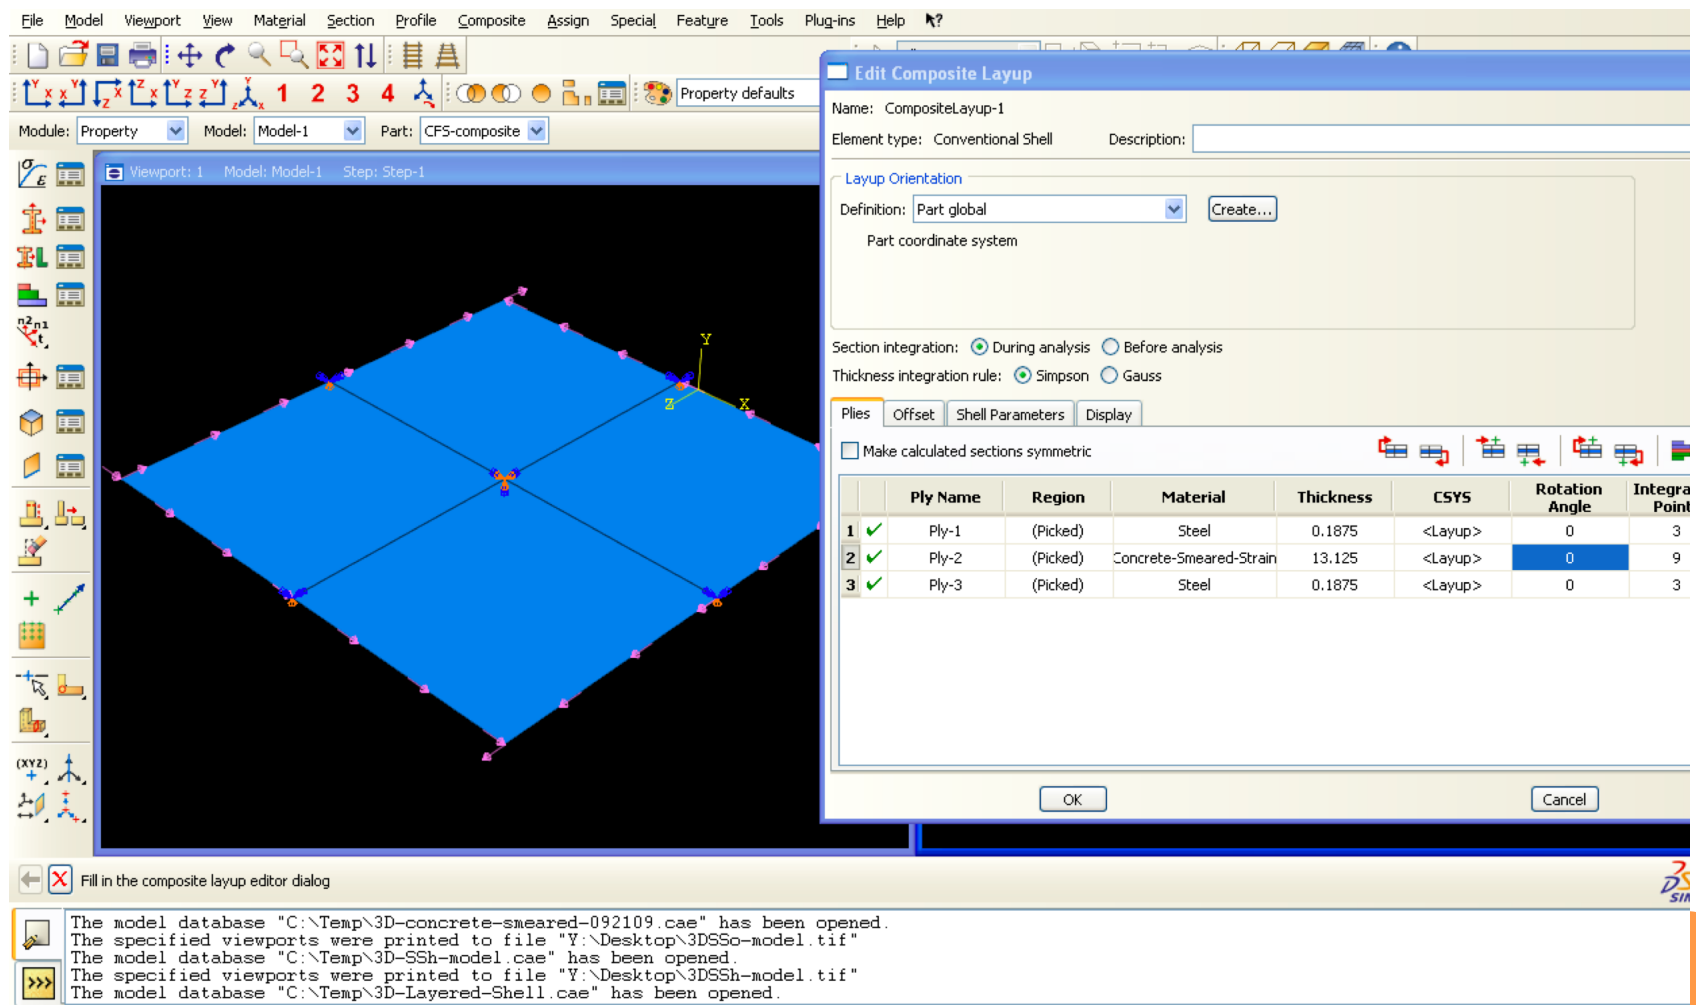 File Model Viewport View Material Section Profile Composite Assign Special Feature Tools Plug-ins Help
1 2 3 4 Property defaults
Module: Property Model: Model-1 Part: CFS-composite
Viewport: 1 Model: Model-1 Step: Step-1
Y
Z X
Edit Composite Layup
Name: CompositeLayup-1
Element type: Conventional Shell Description:
Layup Orientation
Definition: Part global Create...
Part coordinate system
Section integration: During analysis Before analysis
Thickness integration rule: Simpson Gauss
Plies Offset Shell Parameters Display
Make calculated sections symmetric
Ply Name Region Material Thickness CSYS Rotation Angle Integra Point
1 Ply-1 (Picked) Steel 0.1875 <Layup> 0 3
2 Ply-2 (Picked) Concrete-Smeared-Strain 13.125 <Layup> 0 9
3 Ply-3 (Picked) Steel 0.1875 <Layup> 0 3
OK Cancel
(XYZ)
Fill in the composite layup editor dialog
The model database "C:\Temp\3D-concrete-smeared-092109.cae" has been opened.
The specified viewports were printed to file "Y:\Desktop\3DSSo-model.tif"
The model database "C:\Temp\3D-SSh-model.cae" has been opened.
The specified viewports were printed to file "Y:\Desktop\3DSSh-model.tif"
The model database "C:\Temp\3D-Layered-Shell.cae" has been opened.